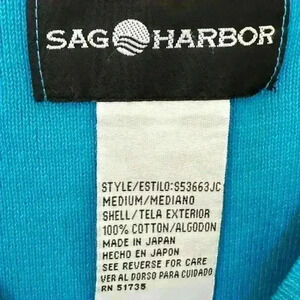 SAG HARBOR
STYLE/ESTILO:S53663JC
MEDIUM/MEDIANO
SHELL/TELA EXTERIOR
100% COTTON/ALGODON
MADE IN JAPAN
HECHO EN JAPON
SEE REVERSE FOR CARE
VER AL DORSO PARA CUIDADO
RN 51735